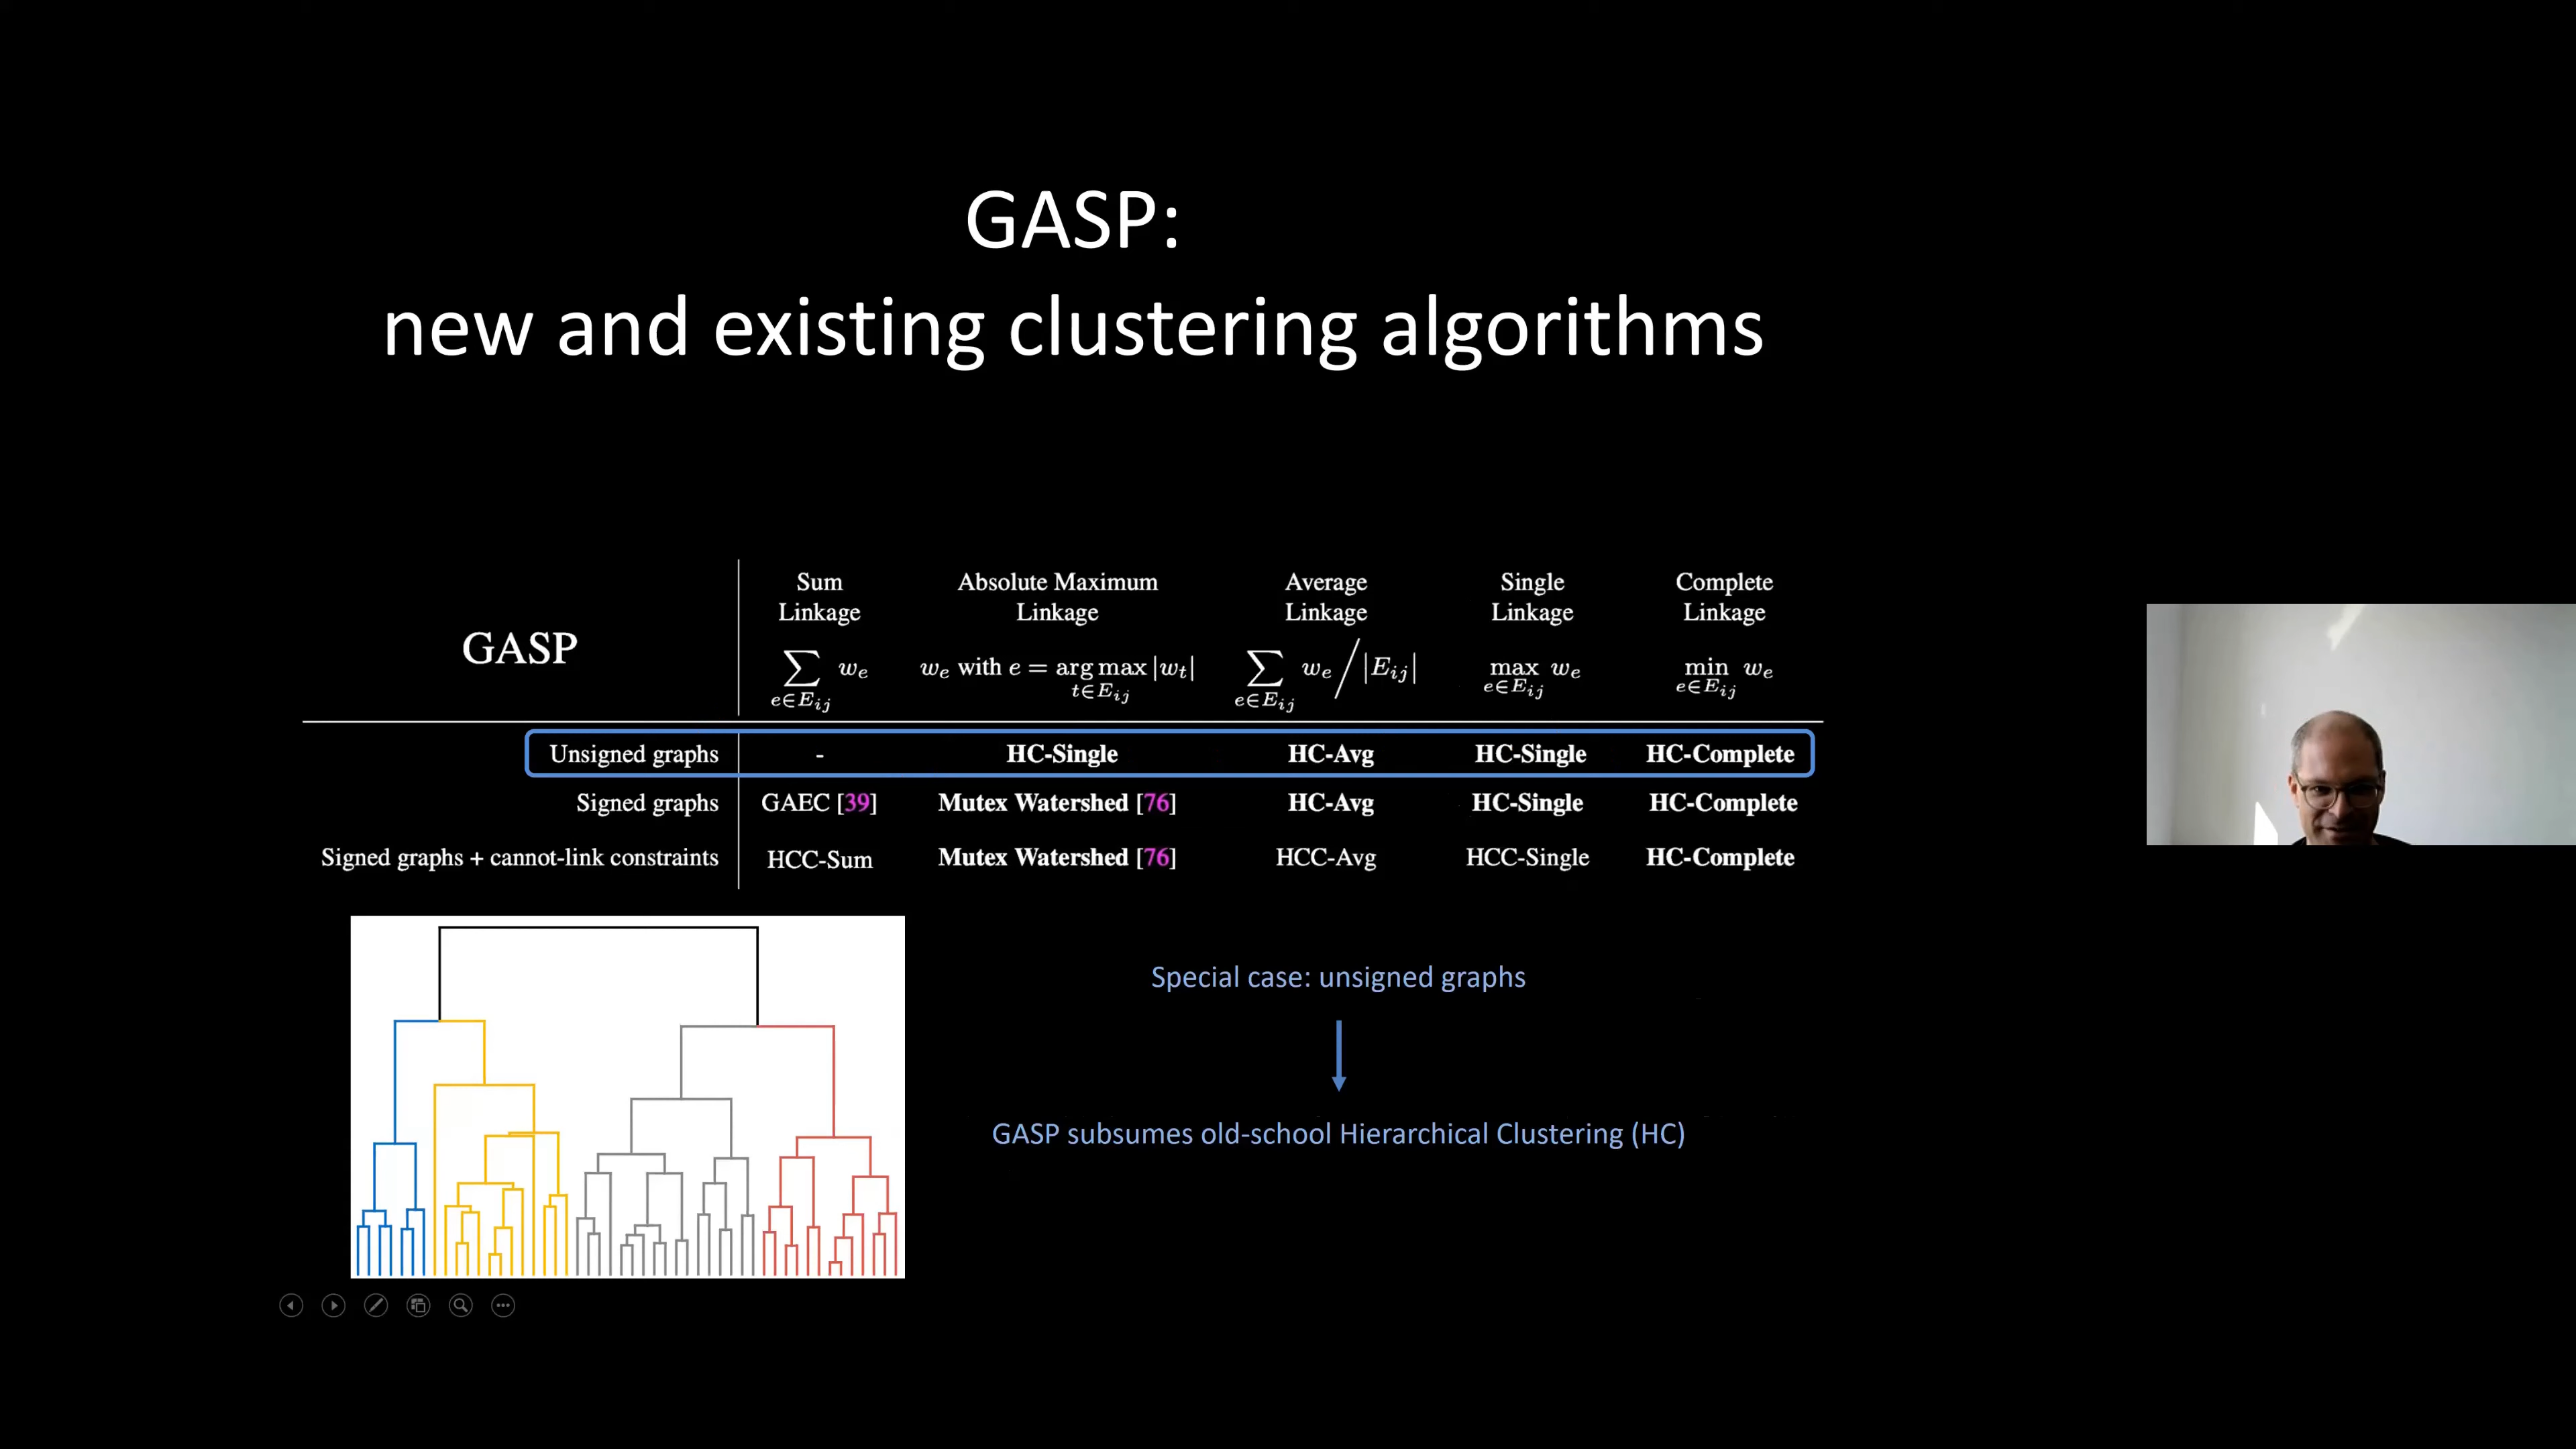 GASP:
new and existing clustering algorithms
GASP
Sum
Linkage
∑ w_e
e∈E_ij
Absolute Maximum
Linkage
w_e with e = arg max |w_t|
t∈E_ij
Average
Linkage
∑ w_e / |E_ij|
e∈E_ij
Single
Linkage
max w_e
e∈E_ij
Complete
Linkage
min w_e
e∈E_ij
Unsigned graphs - HC-Single HC-Avg HC-Single HC-Complete
Signed graphs GAEC [39] Mutex Watershed [76] HC-Avg HC-Single HC-Complete
Signed graphs + cannot-link constraints HCC-Sum Mutex Watershed [76] HCC-Avg HCC-Single HC-Complete
Special case: unsigned graphs
GASP subsumes old-school Hierarchical Clustering (HC)